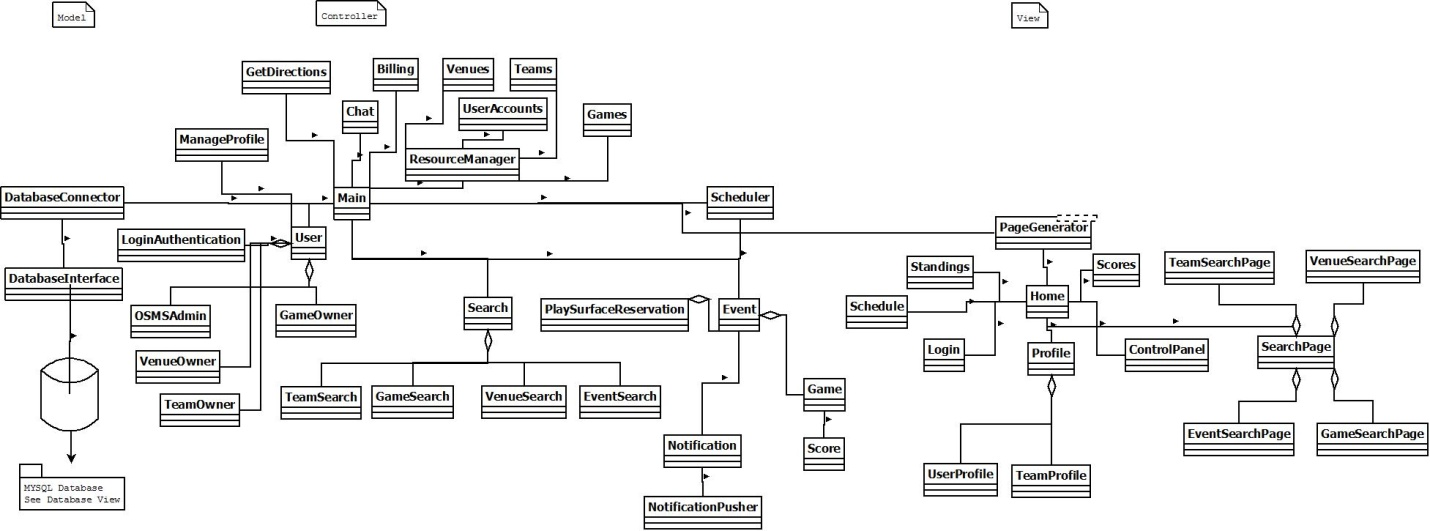 Model
Controller
View
GetDirections
Billing
Venues
Teams
Chat
UserAccounts
Games
ManageProfile
ResourceManager
DatabaseConnector
Main
Scheduler
PageGenerator
LoginAuthentication
User
DatabaseInterface
Standings
Scores
TeamSearchPage
VenueSearchPage
OSMSAdmin
GameOwner
Search
PlaySurfaceReservation
Event
Schedule
Home
VenueOwner
Login
Profile
ControlPanel
SearchPage
TeamOwner
TeamSearch
GameSearch
VenueSearch
EventSearch
Game
Notification
Score
EventSearchPage
GameSearchPage
UserProfile
TeamProfile
MYSQL Database
See Database View
NotificationPusher